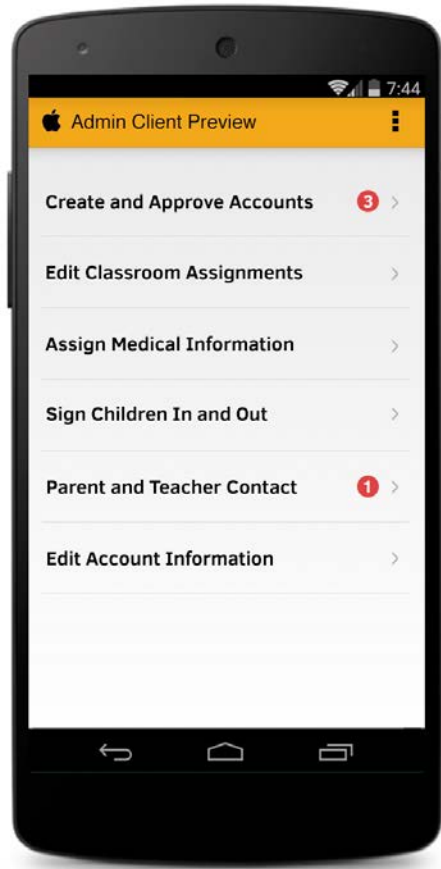 7:44
Admin Client Preview
Create and Approve Accounts 3
Edit Classroom Assignments
Assign Medical Information
Sign Children In and Out
Parent and Teacher Contact 1
Edit Account Information